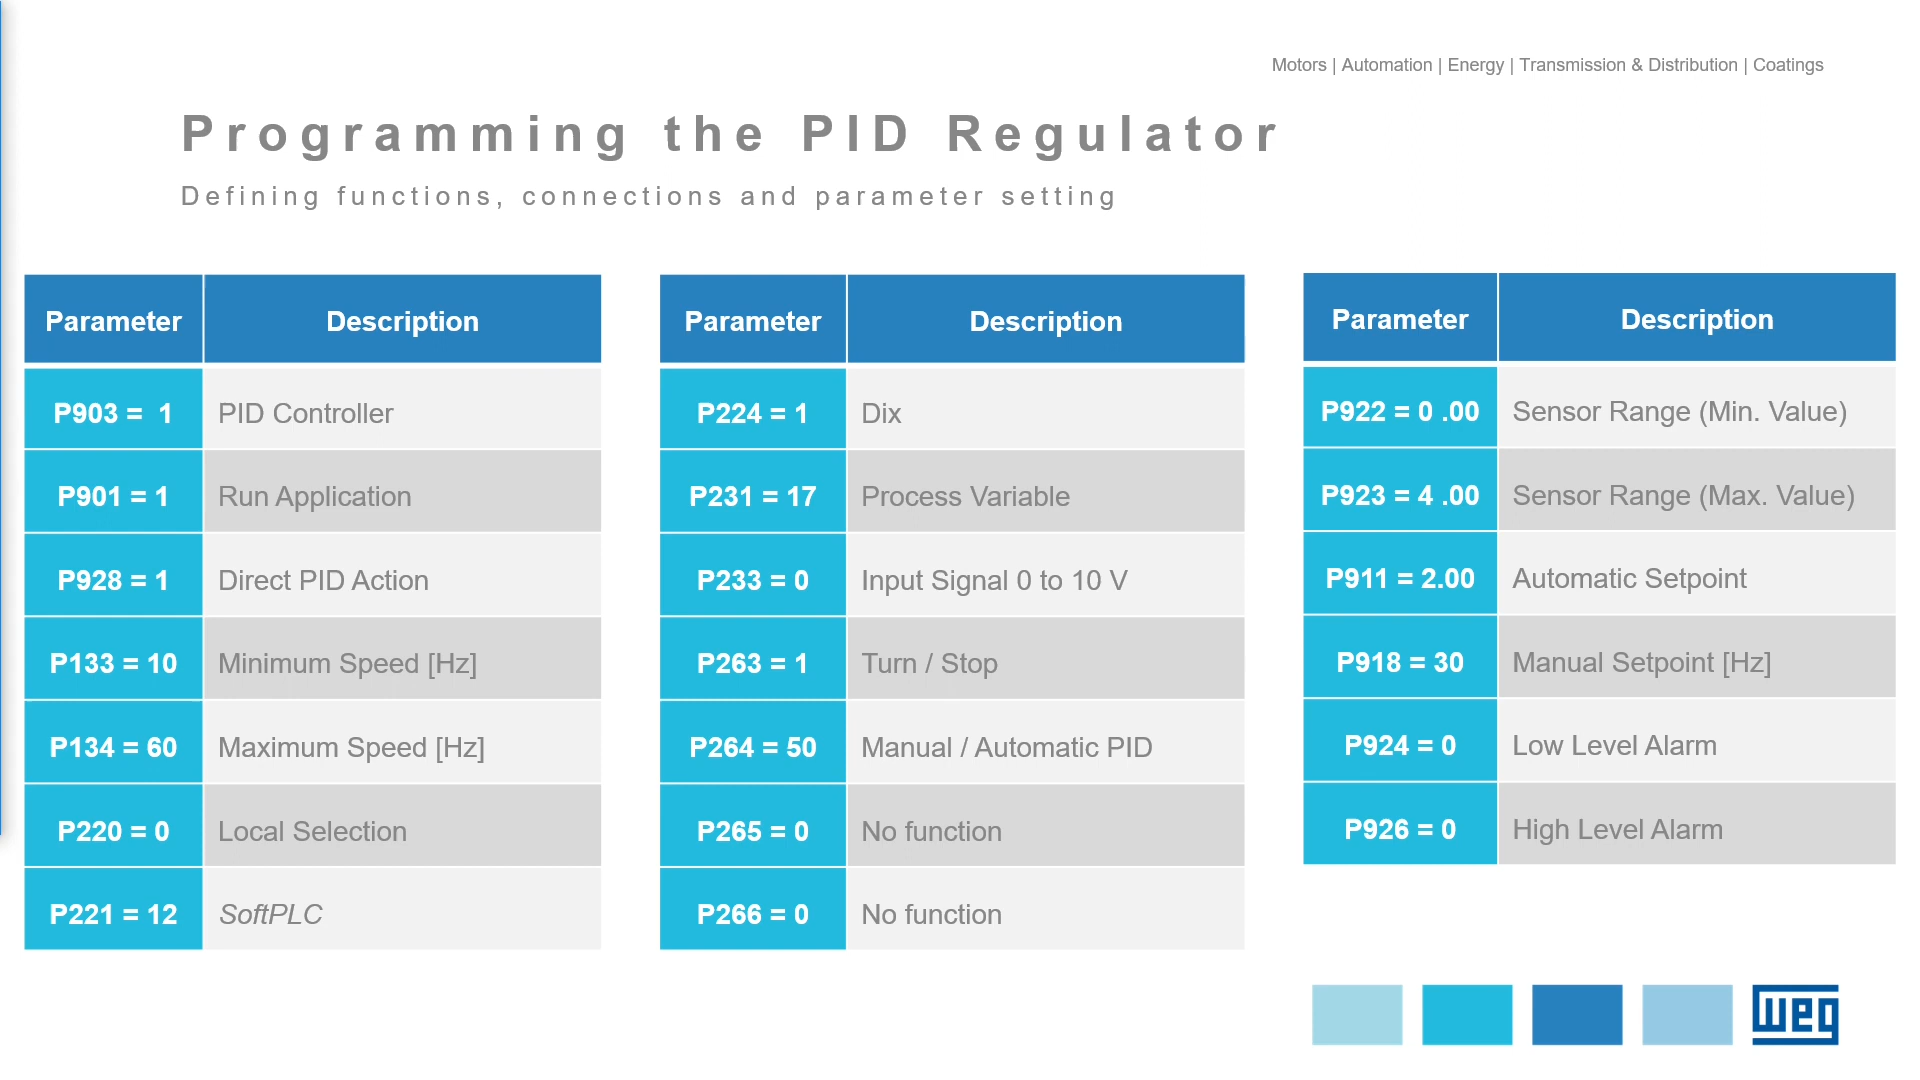 Motors | Automation | Energy | Transmission & Distribution | Coatings
Programming the PID Regulator
Defining functions, connections and parameter setting
Parameter Description
P903 = 1 PID Controller
P901 = 1 Run Application
P928 = 1 Direct PID Action
P133 = 10 Minimum Speed [Hz]
P134 = 60 Maximum Speed [Hz]
P220 = 0 Local Selection
P221 = 12 SoftPLC
Parameter Description
P224 = 1 Dix
P231 = 17 Process Variable
P233 = 0 Input Signal 0 to 10 V
P263 = 1 Turn / Stop
P264 = 50 Manual / Automatic PID
P265 = 0 No function
P266 = 0 No function
Parameter Description
P922 = 0 .00 Sensor Range (Min. Value)
P923 = 4 .00 Sensor Range (Max. Value)
P911 = 2.00 Automatic Setpoint
P918 = 30 Manual Setpoint [Hz]
P924 = 0 Low Level Alarm
P926 = 0 High Level Alarm
weg